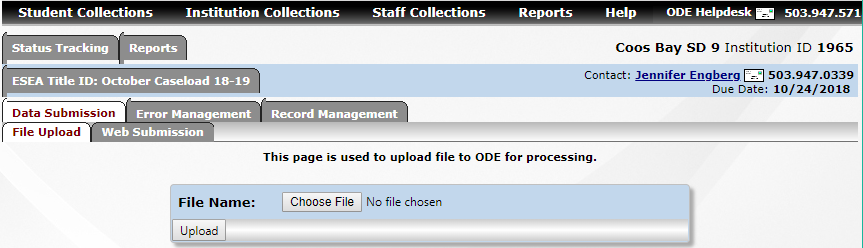 Student Collections Institution Collections Staff Collections Reports Help ODE Helpdesk 503.947.571
Status Tracking Reports
Coos Bay SD 9 Institution ID 1965
ESEA Title ID: October Caseload 18-19
Contact: Jennifer Engberg 503.947.0339
Due Date: 10/24/2018
Data Submission Error Management Record Management
File Upload Web Submission
This page is used to upload file to ODE for processing.
File Name: Choose File No file chosen
Upload